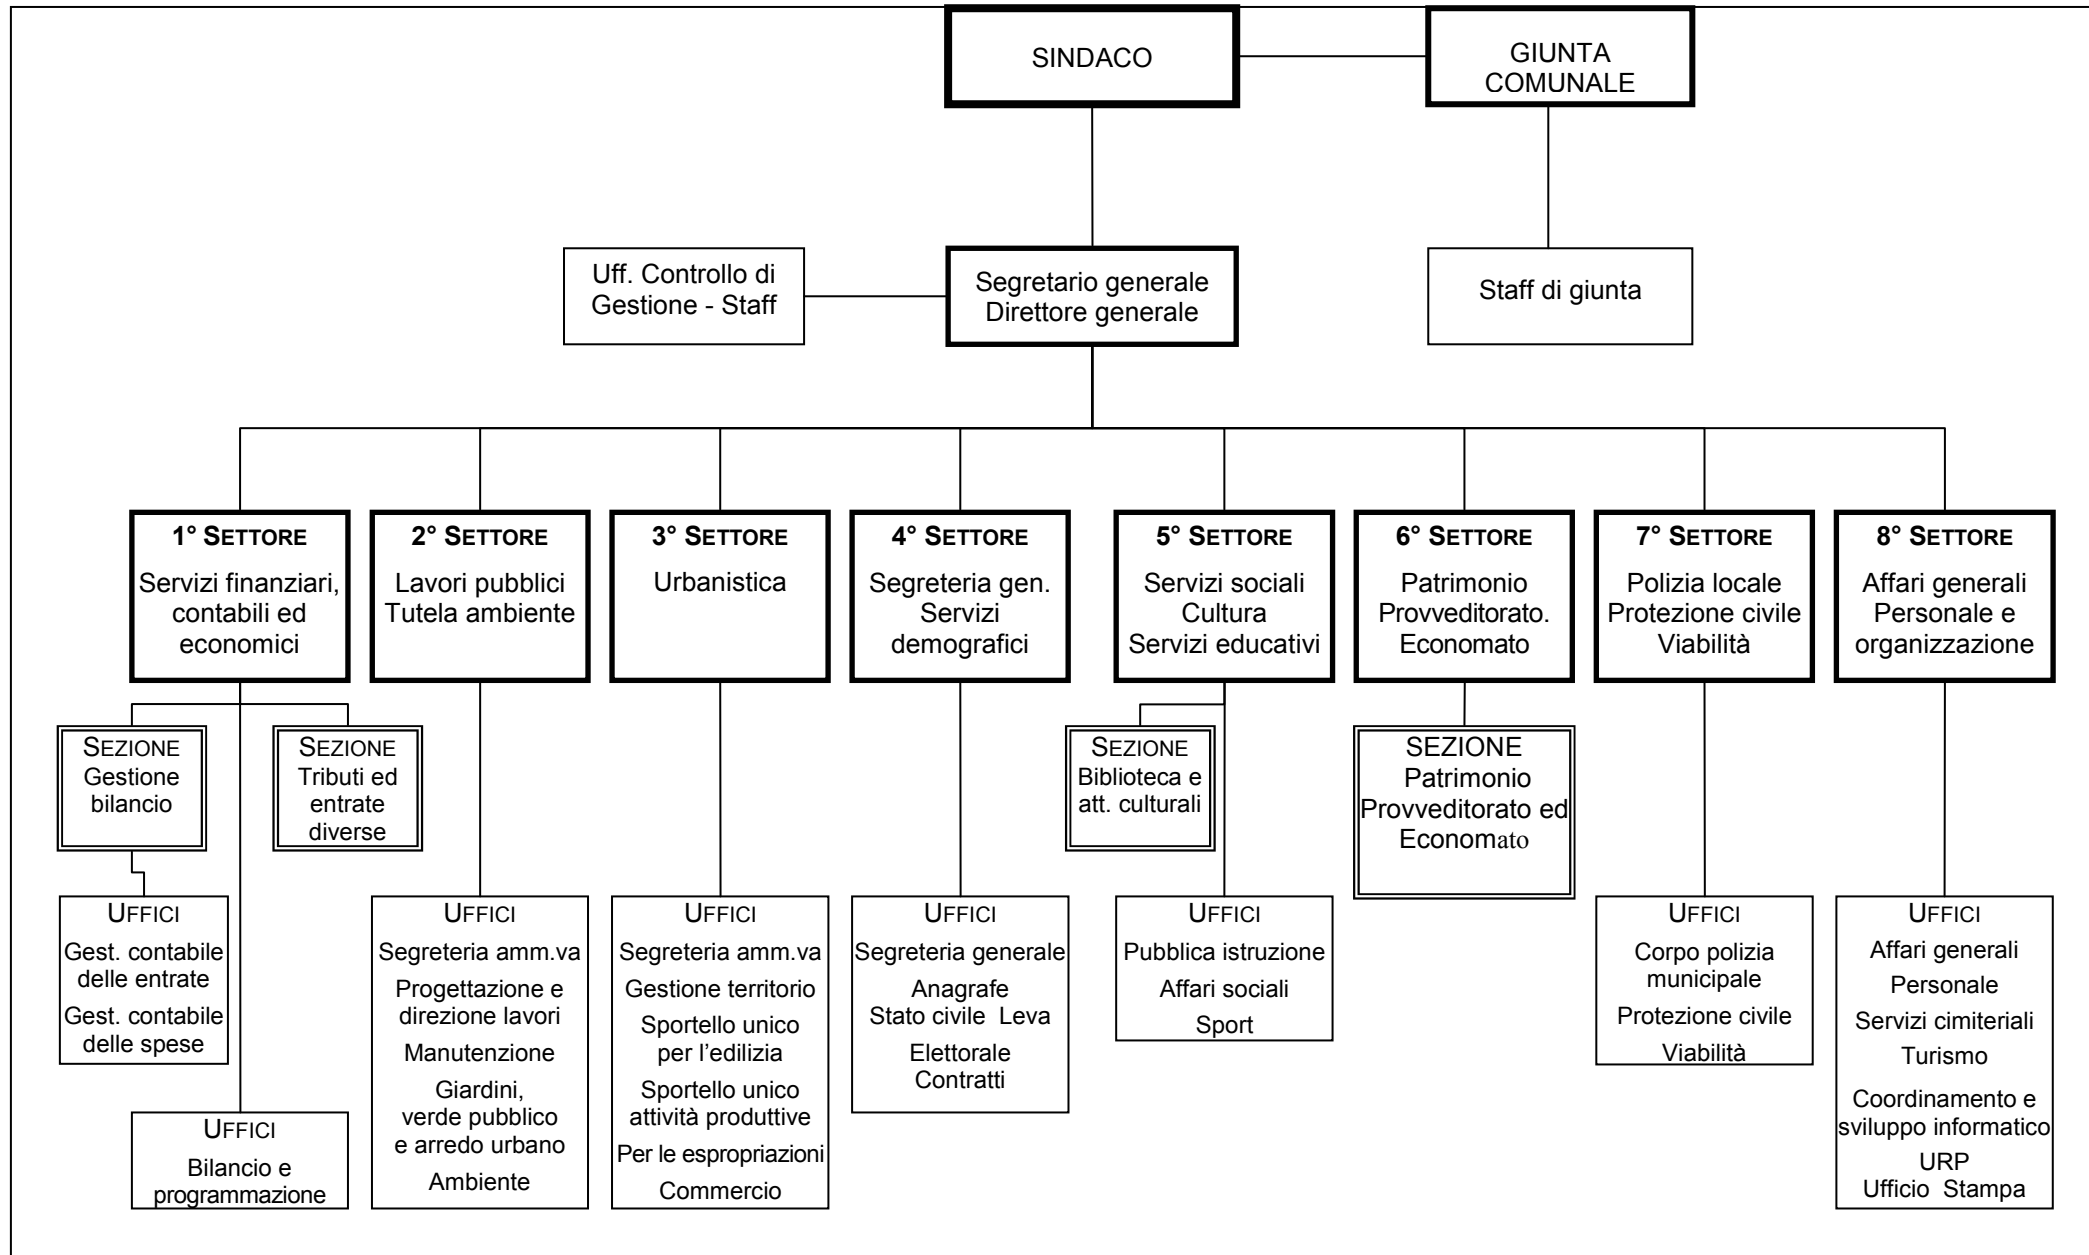 SINDACO
GIUNTA
COMUNALE
Uff. Controllo di
Gestione - Staff
Segretario generale
Direttore generale
Staff di giunta
1° SETTORE
Servizi finanziari,
contabili ed
economici
2° SETTORE
Lavori pubblici
Tutela ambiente
3° SETTORE
Urbanistica
4° SETTORE
Segreteria gen.
Servizi
demografici
5° SETTORE
Servizi sociali
Cultura
Servizi educativi
6° SETTORE
Patrimonio
Provveditorato.
Economato
7° SETTORE
Polizia locale
Protezione civile
Viabilità
8° SETTORE
Affari generali
Personale e
organizzazione
SEZIONE
Gestione
bilancio
SEZIONE
Tributi ed
entrate
diverse
SEZIONE
Biblioteca e
att. culturali
SEZIONE
Patrimonio
Provveditorato ed
Economato
UFFICI
Gest. contabile
delle entrate
Gest. contabile
delle spese
UFFICI
Bilancio e
programmazione
UFFICI
Segreteria amm.va
Progettazione e
direzione lavori
Manutenzione
Giardini,
verde pubblico
e arredo urbano
Ambiente
UFFICI
Segreteria amm.va
Gestione territorio
Sportello unico
per l’edilizia
Sportello unico
attività produttive
Per le espropriazioni
Commercio
UFFICI
Segreteria generale
Anagrafe
Stato civile Leva
Elettorale
Contratti
UFFICI
Pubblica istruzione
Affari sociali
Sport
UFFICI
Corpo polizia
municipale
Protezione civile
Viabilità
UFFICI
Affari generali
Personale
Servizi cimiteriali
Turismo
Coordinamento e
sviluppo informatico
URP
Ufficio Stampa